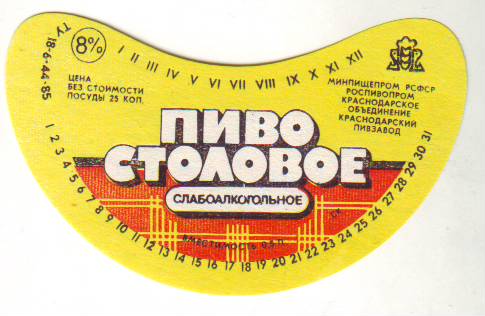 ТУ 18-6-44-85
8%
I II III IV V VI VII VIII IX X XI XII
ЦЕНА
БЕЗ СТОИМОСТИ
ПОСУДЫ 25 КОП.
МИНПИЩЕПРОМ РСФСР
РОСПИВОПРОМ
КРАСНОДАРСКОЕ
ОБЪЕДИНЕНИЕ
КРАСНОДАРСКИЙ
ПИВЗАВОД
ПИВО
СТОЛОВОЕ
СЛАБОАЛКОГОЛЬНОЕ
ВМЕСТИМОСТЬ 0,5 Л.
1 2 3 4 5 6 7 8 9 10 11 12 13 14 15 16 17 18 19 20 21 22 23 24 25 26 27 28 29 30 31